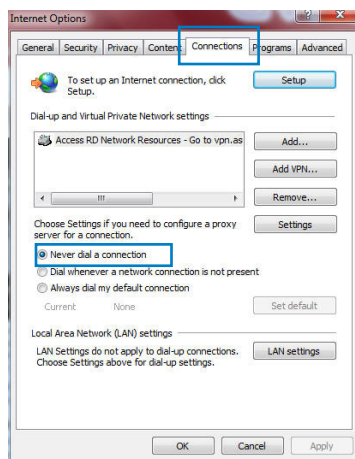 Internet Options
General Security Privacy Content Connections Programs Advanced
To set up an Internet connection, click
Setup.
Setup
Dial-up and Virtual Private Network settings
Access RD Network Resources - Go to vpn.as
Add...
Add VPN...
Remove...
Choose Settings if you need to configure a proxy
server for a connection.
Settings
Never dial a connection
Dial whenever a network connection is not present
Always dial my default connection
Current None
Set default
Local Area Network (LAN) settings
LAN Settings do not apply to dial-up connections.
Choose Settings above for dial-up settings.
LAN settings
OK Cancel Apply